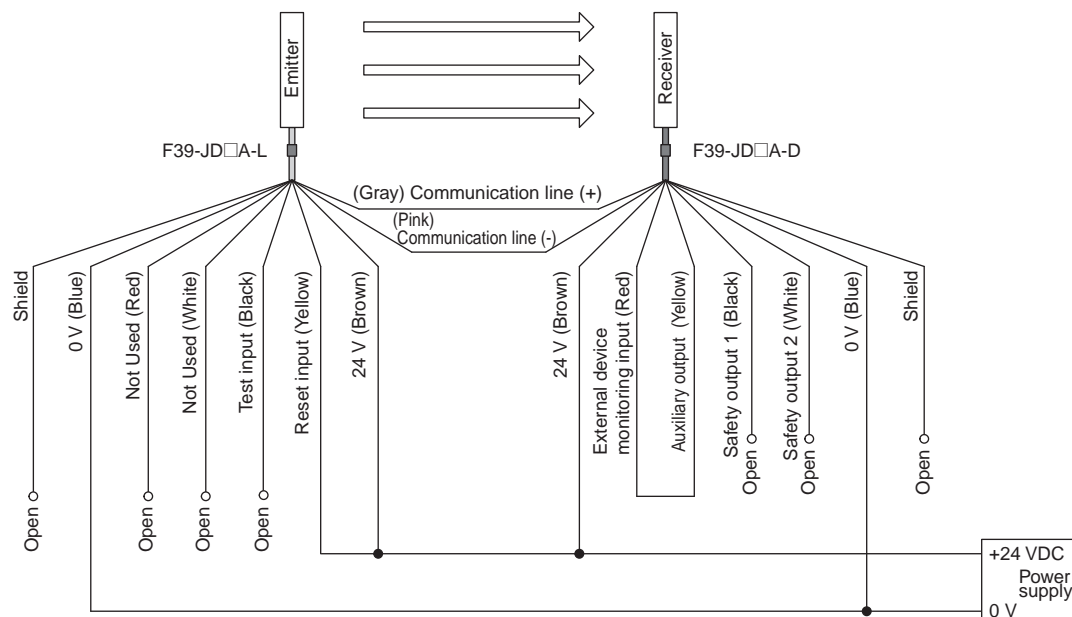 Emitter
Receiver
F39-JD□A-L
F39-JD□A-D
(Gray) Communication line (+)
(Pink)
Communication line (-)
Shield
0 V (Blue)
Not Used (Red)
Not Used (White)
Test input (Black)
Reset input (Yellow)
24 V (Brown)
24 V (Brown)
External device
monitoring input (Red)
Auxiliary output (Yellow)
Safety output 1 (Black)
Safety output 2 (White)
0 V (Blue)
Shield
Open
Open
Open
Open
Open
Open
Open
+24 VDC
Power
supply
0 V